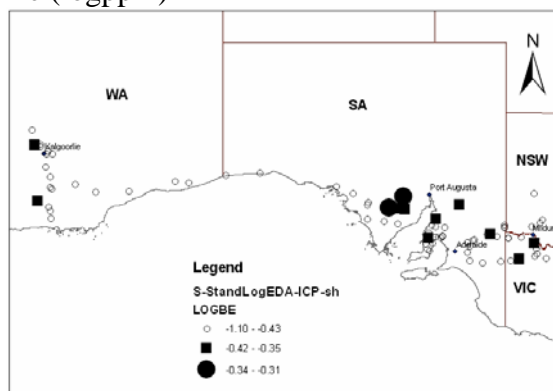 WA
SA
N
NSW
Kalgoorlie
Port Augusta
Mildura
Adelaide
VIC
Legend
S-StandLogEDA-ICP-sh
LOGBE
-1.10 - -0.43
-0.42 - -0.35
-0.34 - -0.31